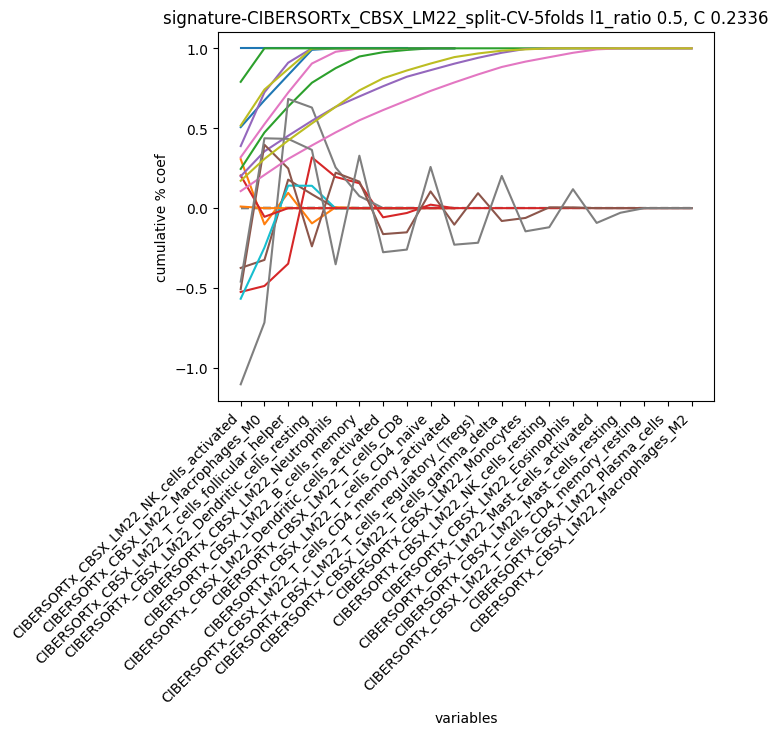 signature-CIBERSORTx_CBSX_LM22_split-CV-5folds l1_ratio 0.5, C 0.2336
cumulative % coef
1.0
0.5
0.0
−0.5
−1.0
CIBERSORTx_CBSX_LM22_NK_cells_activated
CIBERSORTx_CBSX_LM22_Macrophages_M0
CIBERSORTx_CBSX_LM22_T_cells_follicular_helper
CIBERSORTx_CBSX_LM22_Dendritic_cells_resting
CIBERSORTx_CBSX_LM22_Neutrophils
CIBERSORTx_CBSX_LM22_B_cells_memory
CIBERSORTx_CBSX_LM22_Dendritic_cells_activated
CIBERSORTx_CBSX_LM22_T_cells_CD8
CIBERSORTx_CBSX_LM22_T_cells_CD4_naive
CIBERSORTx_CBSX_LM22_T_cells_CD4_memory_activated
CIBERSORTx_CBSX_LM22_T_cells_regulatory_(Tregs)
CIBERSORTx_CBSX_LM22_T_cells_gamma_delta
CIBERSORTx_CBSX_LM22_Monocytes
CIBERSORTx_CBSX_LM22_NK_cells_resting
CIBERSORTx_CBSX_LM22_Eosinophils
CIBERSORTx_CBSX_LM22_Mast_cells_activated
CIBERSORTx_CBSX_LM22_Mast_cells_resting
CIBERSORTx_CBSX_LM22_T_cells_CD4_memory_resting
CIBERSORTx_CBSX_LM22_Plasma_cells
CIBERSORTx_CBSX_LM22_Macrophages_M2
variables